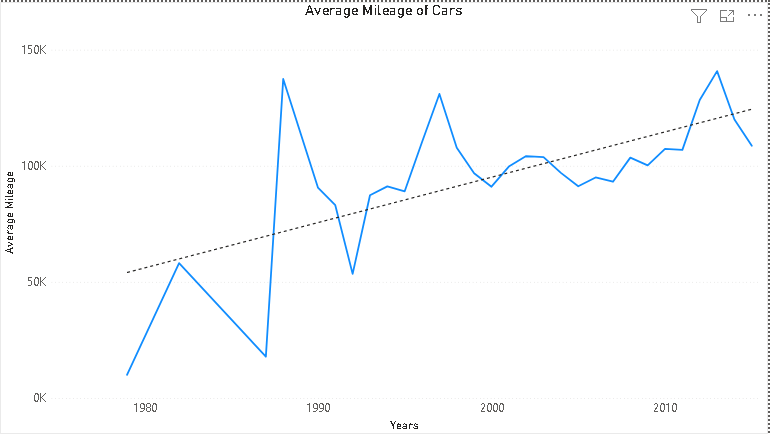 Average Mileage of Cars
150K
100K
50K
0K
Average Mileage
1980 1990 2000 2010
Years